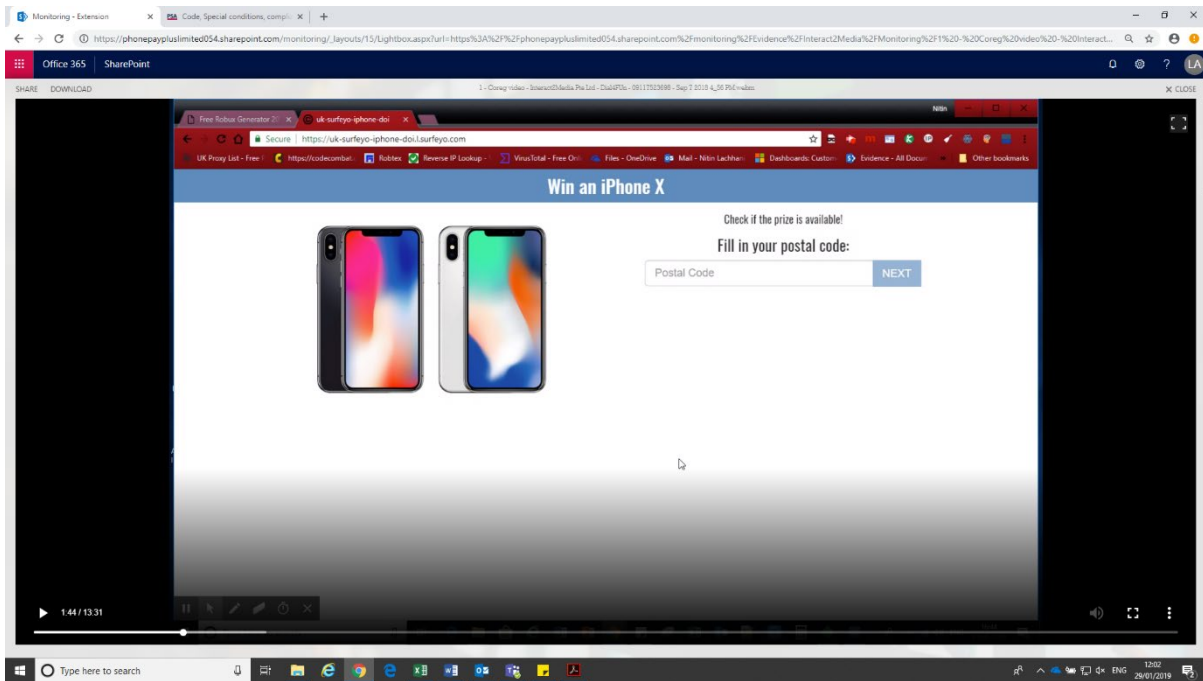 Monitoring - Extension
PSA Code, Special conditions, compli
https://phonepaypluslimited054.sharepoint.com/monitoring/_layouts/15/Lightbox.aspx?url=https%3A%2F%2Fphonepaypluslimited054.sharepoint.com%2Fmonitoring%2FEvidence%2FInteract2Media%2FMonitoring%2F1%20-%20Coreg%20video%20-%20Interact...
Office 365 SharePoint
LA
SHARE DOWNLOAD
CLOSE
Nitin
Free Robux Generator 20
uk-surfeyo-iphone-doi
Secure https://uk-surfeyo-iphone-doi.l.surfeyo.com
UK Proxy List - Free
https://codecombat.
Robtex
Reverse IP Lookup -
VirusTotal - Free Onl
Files - OneDrive
Mail - Nitin Lachhan
Dashboards: Custom
Evidence - All Docum
Other bookmarks
Win an iPhone X
Check if the prize is available!
Fill in your postal code:
Postal Code NEXT
1:44 / 13:31
Type here to search
ENG
12:02
29/01/2019